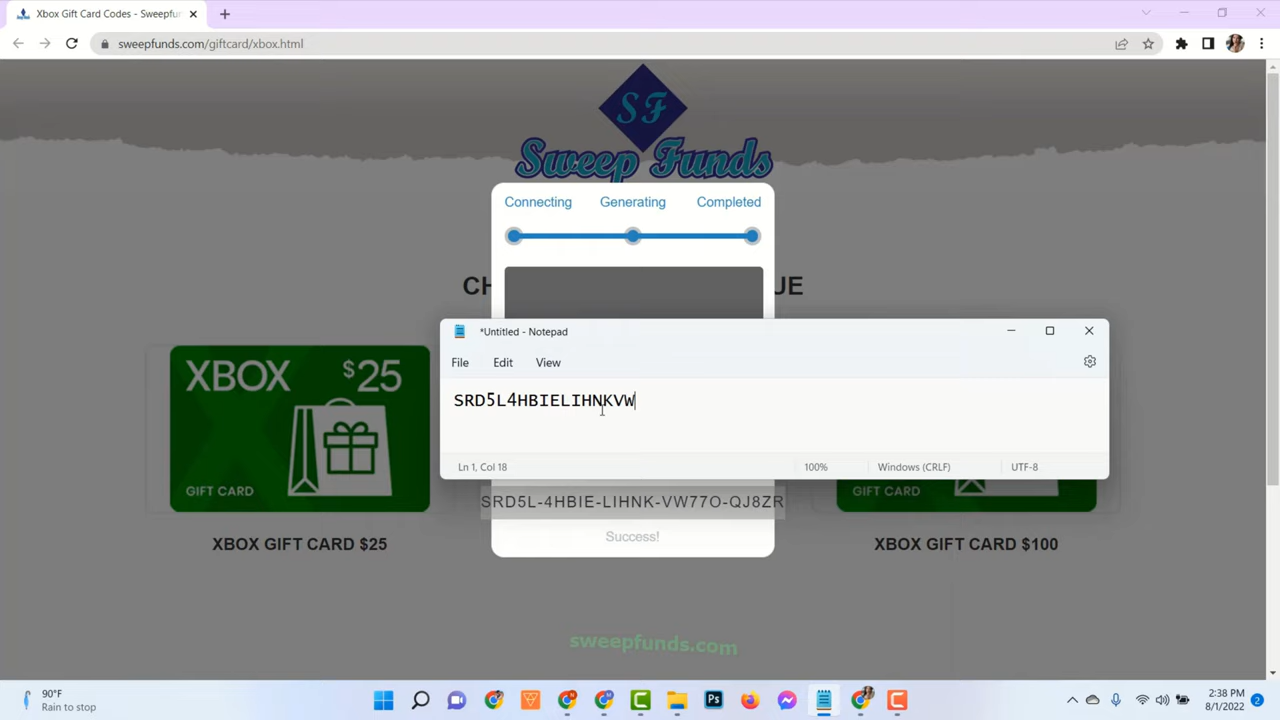 Xbox Gift Card Codes - Sweepfu
sweepfunds.com/giftcard/xbox.html
SF
Sweep Funds
Connecting Generating Completed
CH UE
*Untitled - Notepad
File Edit View
SRD5L4HBIELIHNKVW
Ln 1, Col 18 100% Windows (CRLF) UTF-8
XBOX $25
GIFT CARD
GIFT CARD
SRD5L-4HBIE-LIHNK-VW77O-QJ8ZR
Success!
XBOX GIFT CARD $25 XBOX GIFT CARD $100
sweepfunds.com
90°F
Rain to stop
Ps
2:38 PM
8/1/2022
2